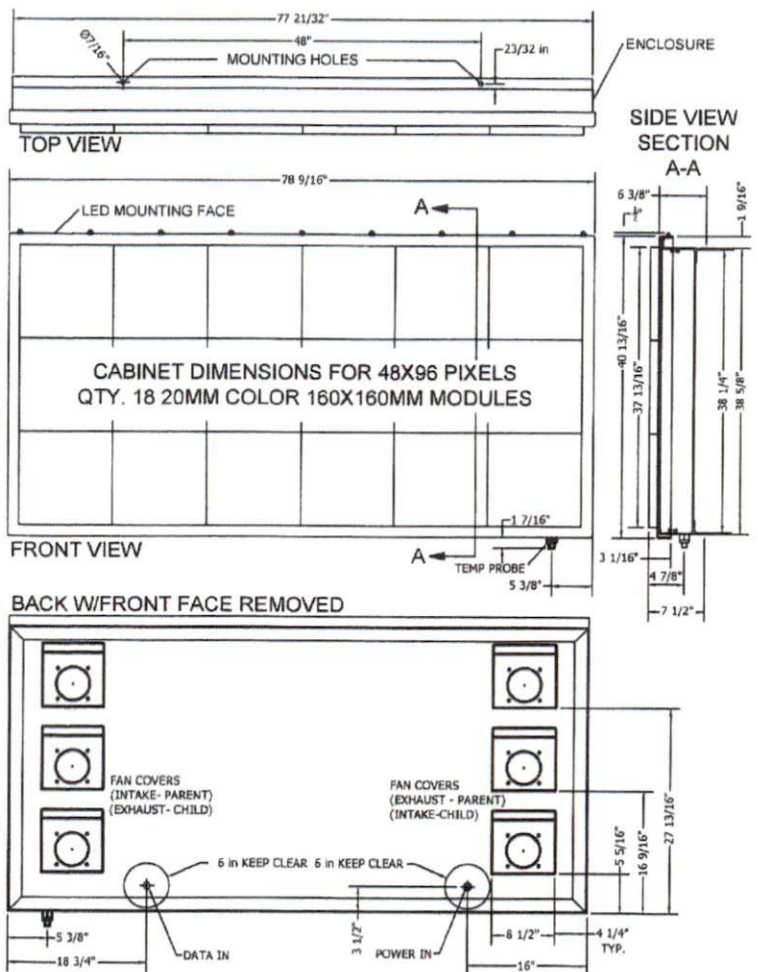 77 21/32"
48"
Ø7/16"
MOUNTING HOLES
23/32 in
ENCLOSURE
TOP VIEW
SIDE VIEW
SECTION
A-A
78 9/16"
LED MOUNTING FACE
A
6 3/8"
1 9/16"
40 13/16"
37 13/16"
38 1/4"
38 5/8"
CABINET DIMENSIONS FOR 48X96 PIXELS
QTY. 18 20MM COLOR 160X160MM MODULES
1 7/16"
FRONT VIEW
A
TEMP PROBE
5 3/8"
3 1/16"
4 7/8"
7 1/2"
BACK W/FRONT FACE REMOVED
FAN COVERS
(INTAKE- PARENT)
(EXHAUST- CHILD)
FAN COVERS
(EXHAUST - PARENT)
(INTAKE-CHILD)
27 13/16"
16 9/16"
5 5/16"
6 in KEEP CLEAR 6 in KEEP CLEAR
3 1/2"
5 3/8"
DATA IN
POWER IN
8 1/2"
4 1/4"
TYP.
18 3/4"
16"